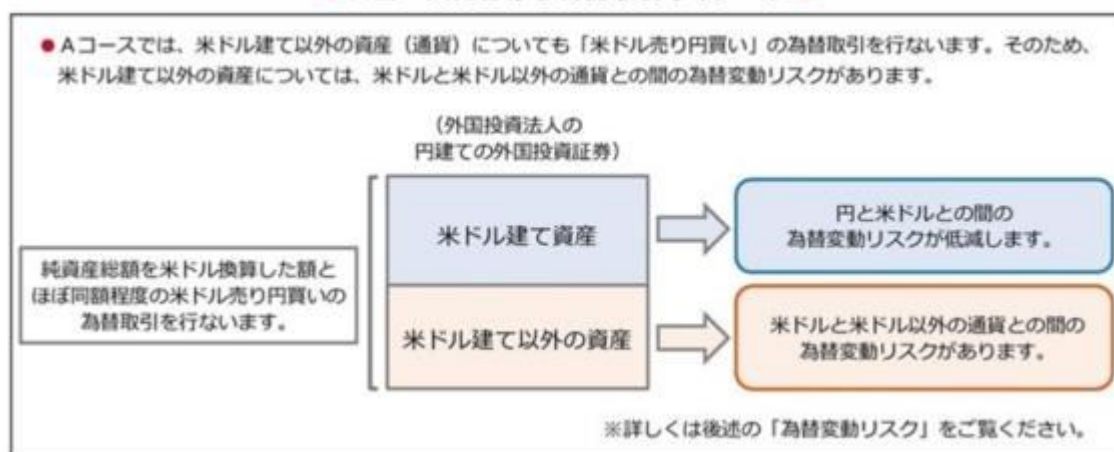 ●Aコースでは、米ドル建て以外の資産（通貨）についても「米ドル売り円買い」の為替取引を行ないます。そのため、
米ドル建て以外の資産については、米ドルと米ドル以外の通貨との間の為替変動リスクがあります。
（外国投資法人の
円建ての外国投資証券）
米ドル建て資産
円と米ドルとの間の
為替変動リスクが低減します。
純資産総額を米ドル換算した額と
ほぼ同額程度の米ドル売り円買いの
為替取引を行ないます。
米ドル建て以外の資産
米ドルと米ドル以外の通貨との間の
為替変動リスクがあります。
※詳しくは後述の「為替変動リスク」をご覧ください。